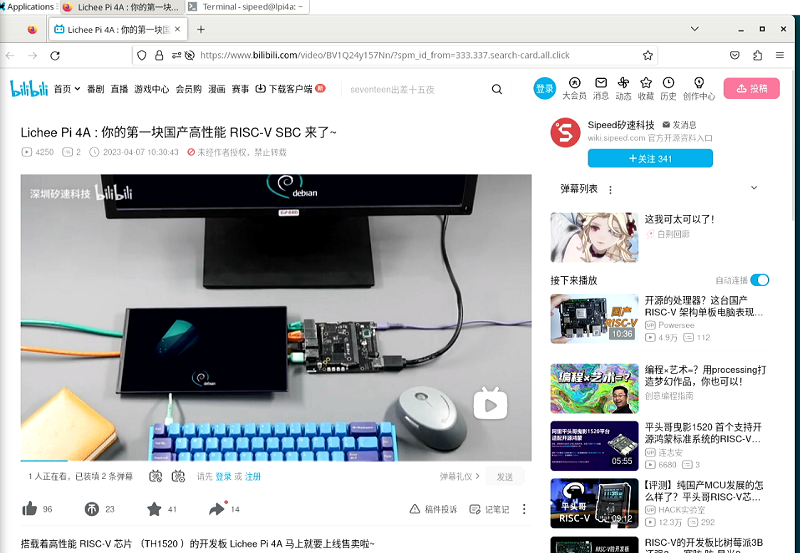 Applications
Lichee Pi 4A : 你的第一块国产高性能 RISC-V S...
Terminal - sipeed@lpi4a: ~
Lichee Pi 4A : 你的第一块国
https://www.bilibili.com/video/BV1Q24y157Nn/?spm_id_from=333.337.search-card.all.click
bilibili 首页 番剧 直播 游戏中心 会员购 漫画 赛事 下载客户端
seventeen出差十五夜
登录 大会员 消息 动态 收藏 历史 创作中心 投稿
Lichee Pi 4A : 你的第一块国产高性能 RISC-V SBC 来了~
4250 2 2023-04-07 10:30:43 未经作者授权，禁止转载
Sipeed矽速科技 发消息
wiki.sipeed.com 官方开源资料入口
+关注 341
弹幕列表
深圳矽速科技 bilibili
debian
debian
这我可太可以了!
白荆回廊
接下来播放 自动连播
国产
RISC-V
10:36
开源的处理器？这台国产
RISC-V 架构单板电脑表现...
UP Powersee
4.9万 112
编程×艺术=?
编程×艺术=？用processing打
造梦幻作品，你也可以！
创意编程指南
05:55
平头哥曳影1520 首个支持开
源鸿蒙标准系统的RISC-V...
UP 连志安
6680 3
平头哥
RISC-V
09:12
【评测】纯国产MCU发展的怎
么样了？平头哥RISC-V芯...
UP HACK实验室
12.3万 292
RISC-V的开发板比树莓派3B
1 人正在看，已装填 2 条弹幕 请先 登录 或 注册 弹幕礼仪 发送
96 23 41 14 稿件投诉 记笔记
搭载着高性能 RISC-V 芯片 （TH1520 ）的开发板 Lichee Pi 4A 马上就要上线售卖啦~